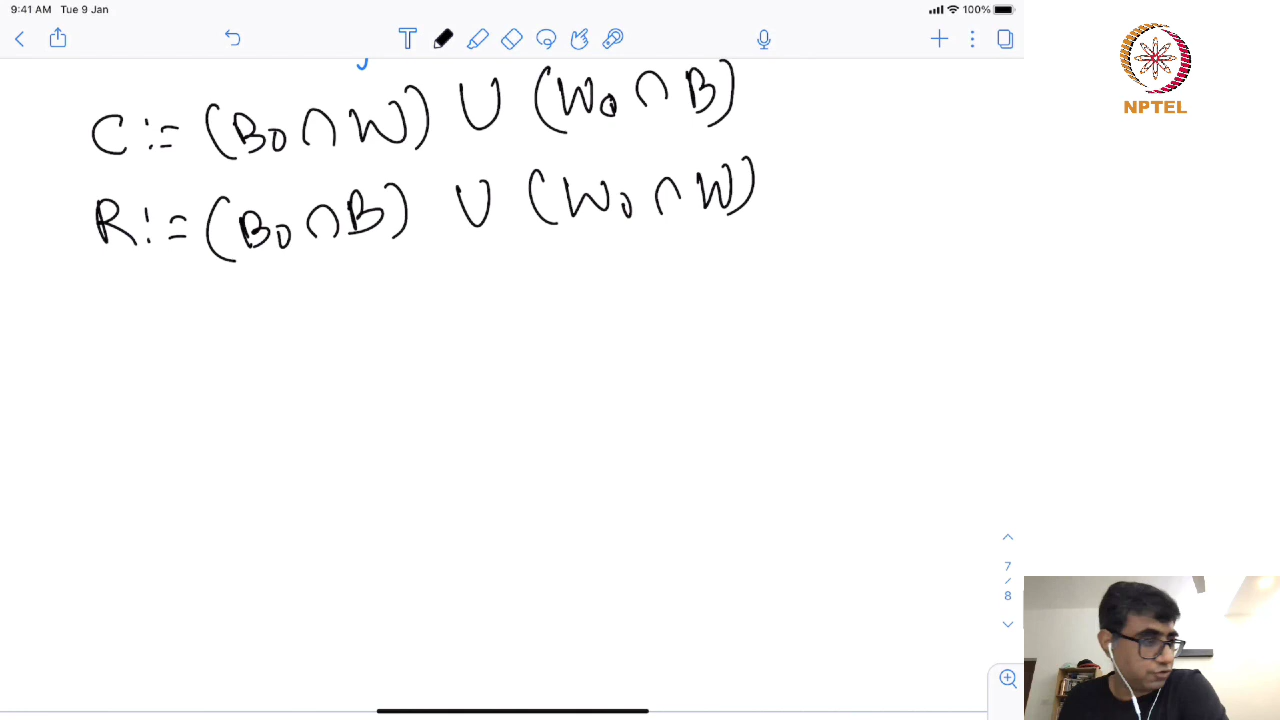 9:41 AM Tue 9 Jan
100%
T
NPTEL
C := (B₀ ∩ W) ∪ (W₀ ∩ B)
R := (B₀ ∩ B) ∪ (W₀ ∩ W)
7
/
8